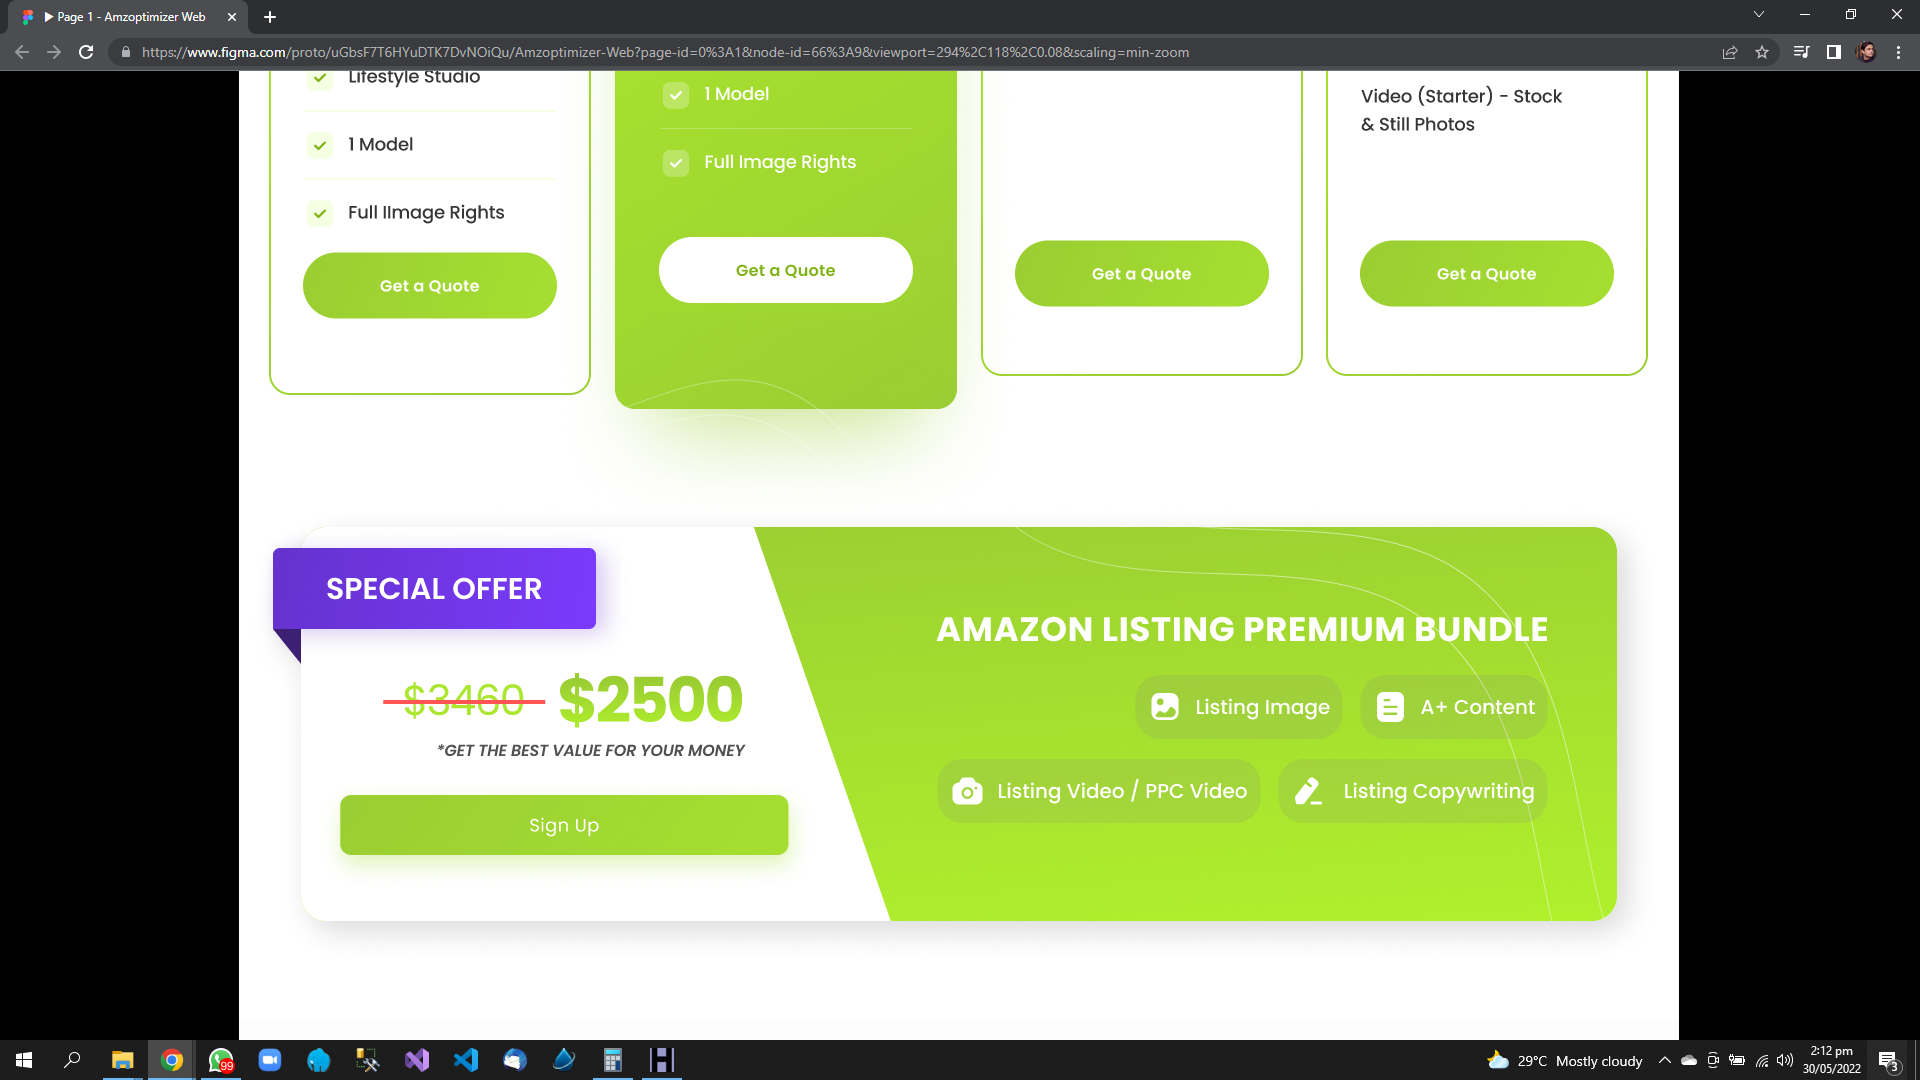 Page 1 - Amzoptimizer Web
https://www.figma.com/proto/uGbsF7T6HYuDTK7DvNOiQu/Amzoptimizer-Web?page-id=0%3A1&node-id=66%3A9&viewport=294%2C118%2C0.08&scaling=min-zoom
Lifestyle Studio
1 Model
Full IImage Rights
Get a Quote
1 Model
Full Image Rights
Get a Quote
Get a Quote
Video (Starter) - Stock
& Still Photos
Get a Quote
SPECIAL OFFER
$3460 $2500
*GET THE BEST VALUE FOR YOUR MONEY
Sign Up
AMAZON LISTING PREMIUM BUNDLE
Listing Image
A+ Content
Listing Video / PPC Video
Listing Copywriting
99
29°C Mostly cloudy
2:12 pm
30/05/2022
3